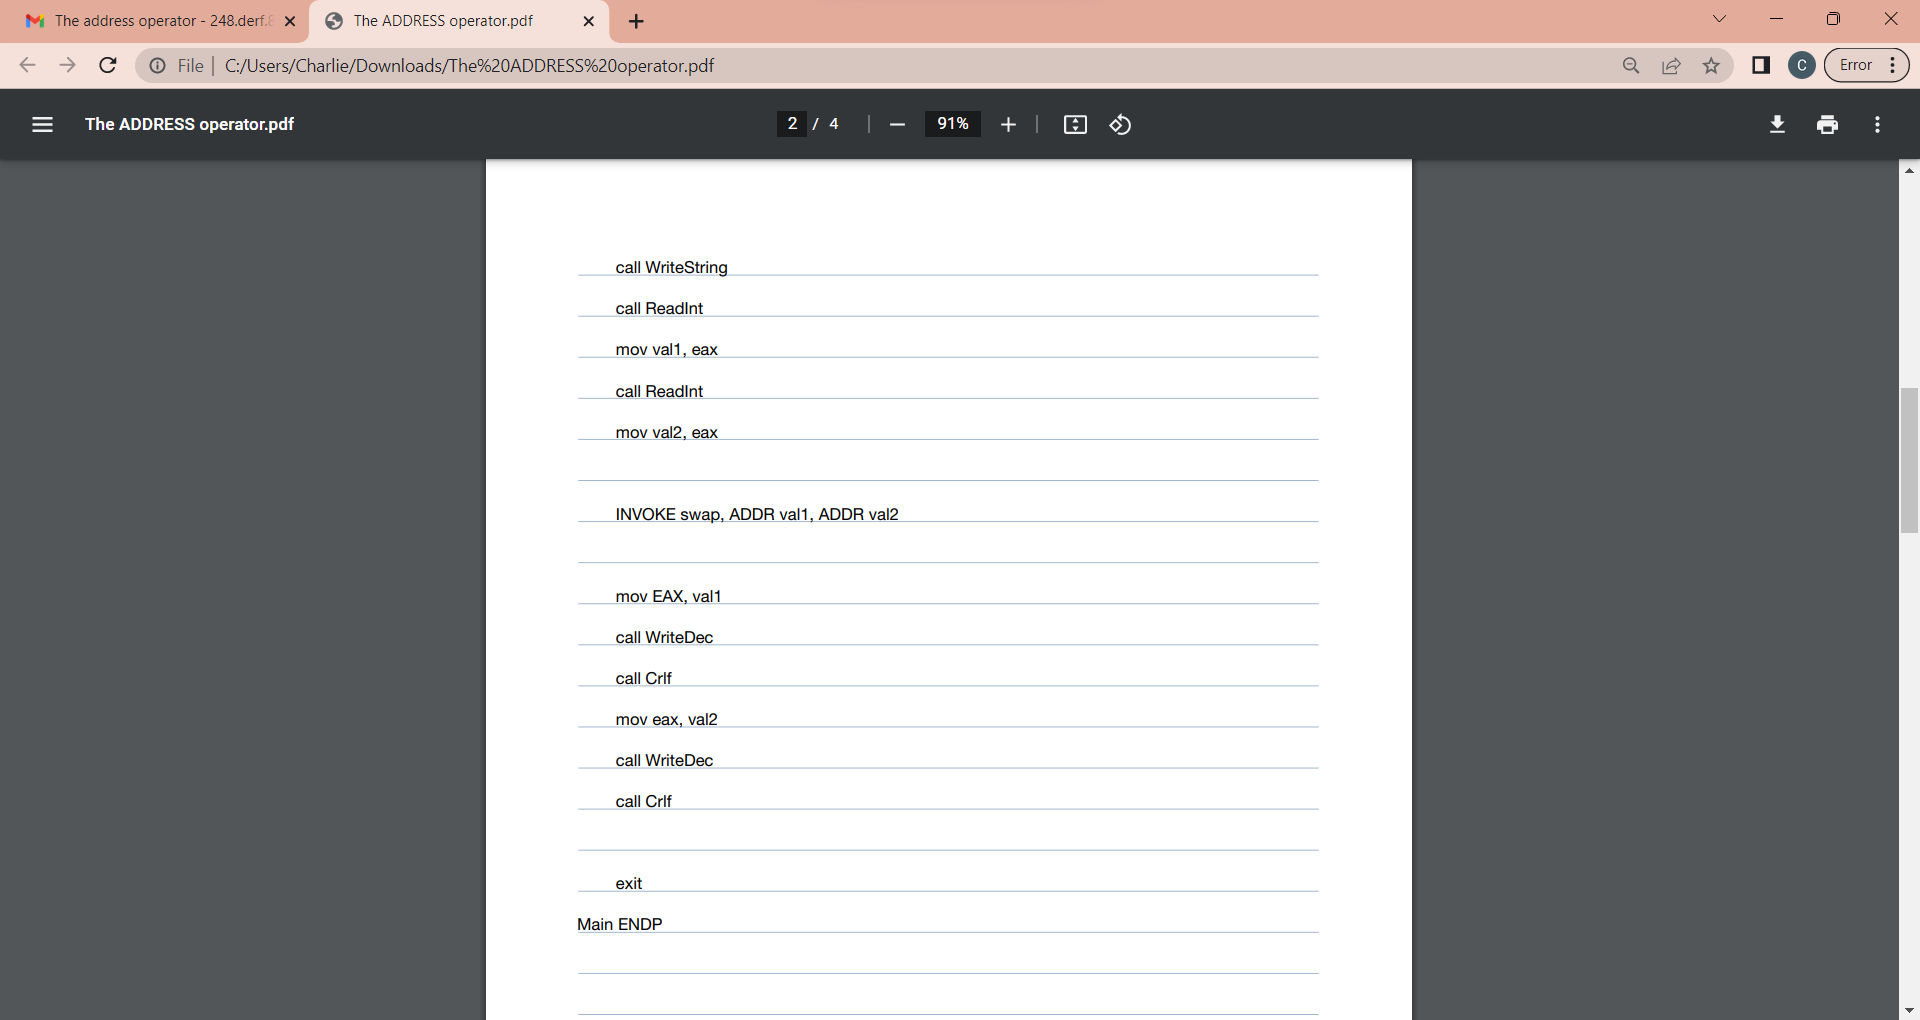 The address operator - 248.derf.
The ADDRESS operator.pdf
File
C:/Users/Charlie/Downloads/The%20ADDRESS%20operator.pdf
C
Error
The ADDRESS operator.pdf
2 / 4
91%
call WriteString
call ReadInt
mov val1, eax
call ReadInt
mov val2, eax
INVOKE swap, ADDR val1, ADDR val2
mov EAX, val1
call WriteDec
call Crlf
mov eax, val2
call WriteDec
call Crlf
exit
Main ENDP